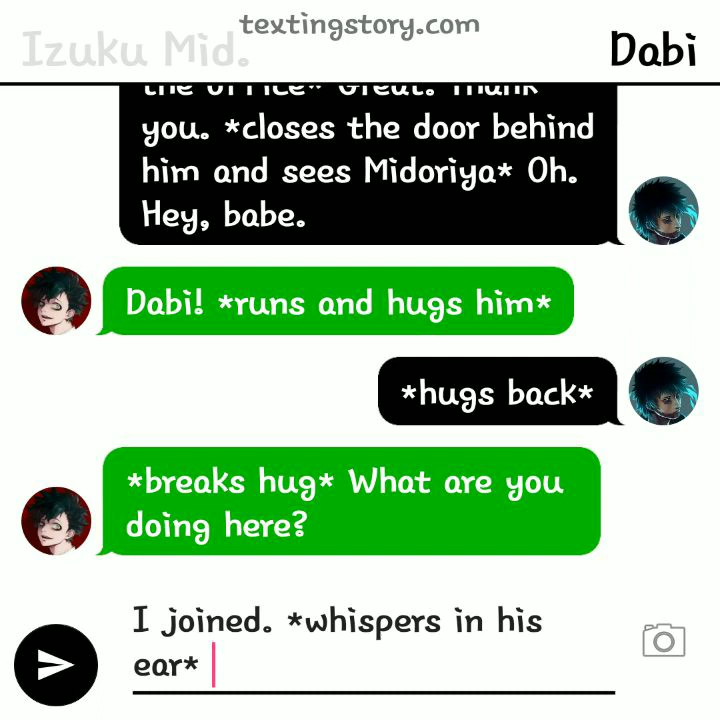 textingstory.com
Izuku Mid.
Dabi
the office* Great. Thank
you. *closes the door behind
him and sees Midoriya* Oh.
Hey, babe.
Dabi! *runs and hugs him*
*hugs back*
*breaks hug* What are you
doing here?
I joined. *whispers in his
ear*